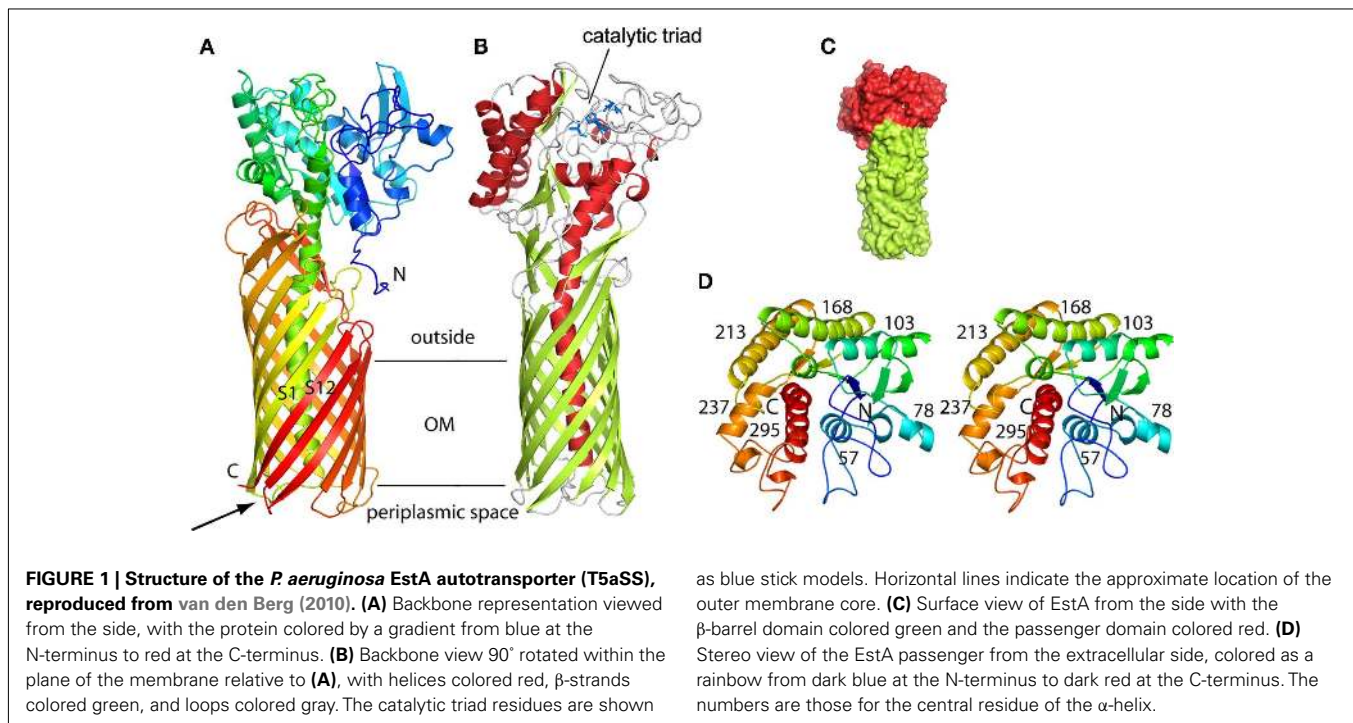 A
B
catalytic triad
C
N
outside
S1
S12
OM
C
periplasmic space
D
168
213
103
237
C
N
78
295
57
168
213
103
237
C
N
78
295
57
FIGURE 1 | Structure of the P. aeruginosa EstA autotransporter (T5aSS),
reproduced from van den Berg (2010). (A) Backbone representation viewed
from the side, with the protein colored by a gradient from blue at the
N-terminus to red at the C-terminus. (B) Backbone view 90° rotated within the
plane of the membrane relative to (A), with helices colored red, β-strands
colored green, and loops colored gray. The catalytic triad residues are shown
as blue stick models. Horizontal lines indicate the approximate location of the
outer membrane core. (C) Surface view of EstA from the side with the
β-barrel domain colored green and the passenger domain colored red. (D)
Stereo view of the EstA passenger from the extracellular side, colored as a
rainbow from dark blue at the N-terminus to dark red at the C-terminus. The
numbers are those for the central residue of the α-helix.